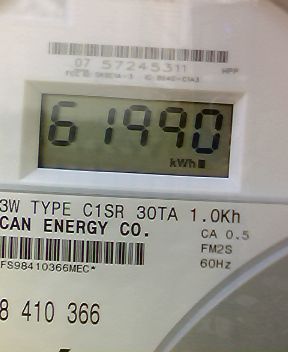 07 57245311
HPP
61990
kWh
3W TYPE C1SR 30TA 1.0Kh
CAN ENERGY CO.
CA 0.5
FM2S
FS98410366MEC*
60Hz
8 410 366